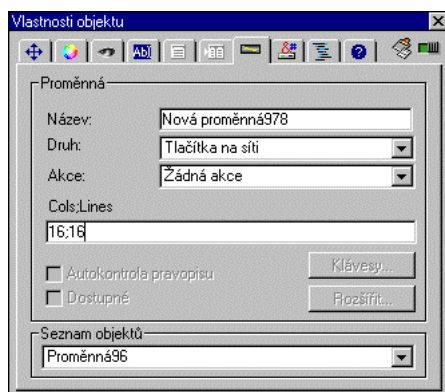 Vlastnosti objektu
Ab
&#
?
Proměnná
Název: Nová proměnná978
Druh: Tlačítka na síti
Akce: Žádná akce
Cols;Lines
16;16
Autokontrola pravopisu
Klávesy...
Dostupné
Rozšířit...
Seznam objektů
Proměnná96